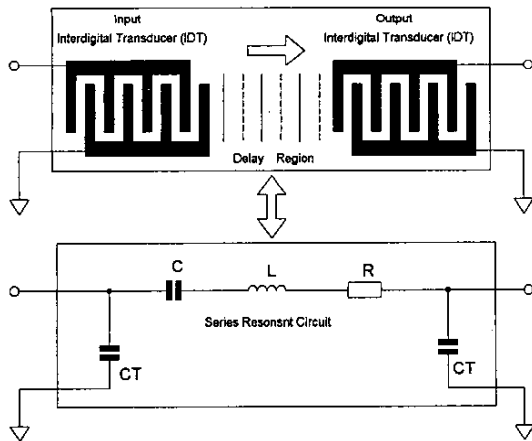 Input
Interdigital Transducer (IDT)
Output
Interdigital Transducer (IDT)
Delay Region
C
L
R
Series Resonsnt Circuit
CT
CT